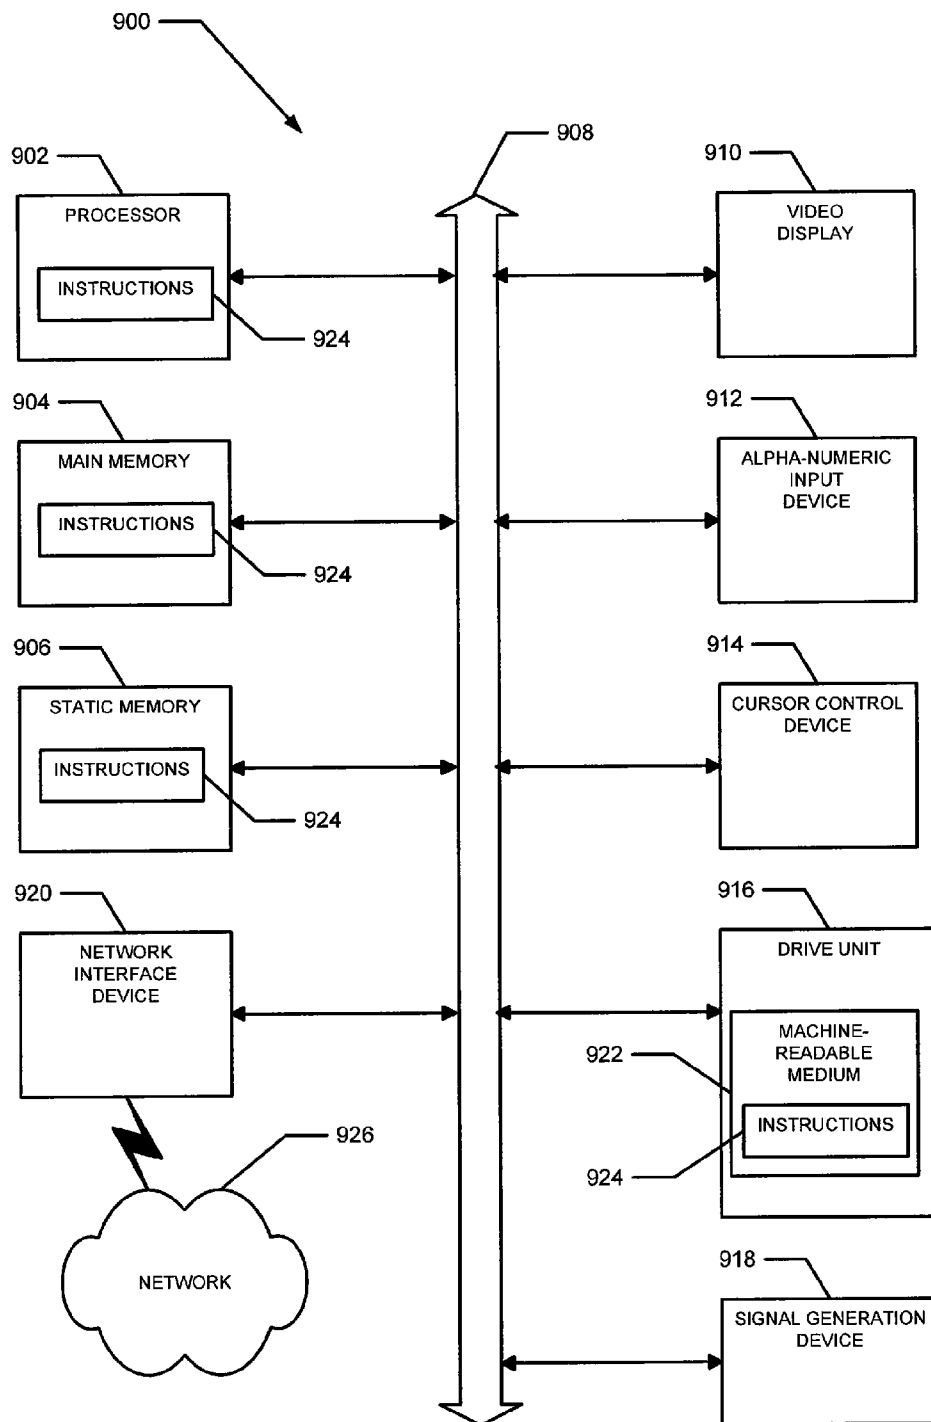 900
908
902
PROCESSOR
INSTRUCTIONS
924
910
VIDEO
DISPLAY
904
MAIN MEMORY
INSTRUCTIONS
924
912
ALPHA-NUMERIC
INPUT
DEVICE
906
STATIC MEMORY
INSTRUCTIONS
924
914
CURSOR CONTROL
DEVICE
920
NETWORK
INTERFACE
DEVICE
916
DRIVE UNIT
922
MACHINE-
READABLE
MEDIUM
INSTRUCTIONS
924
926
NETWORK
918
SIGNAL GENERATION
DEVICE